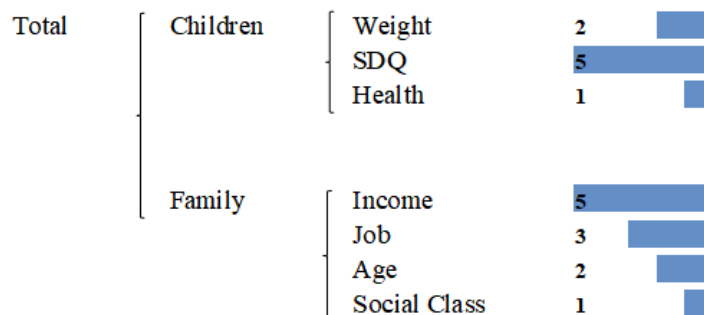 Total Children Weight 2
SDQ 5
Health 1
Family Income 5
Job 3
Age 2
Social Class 1